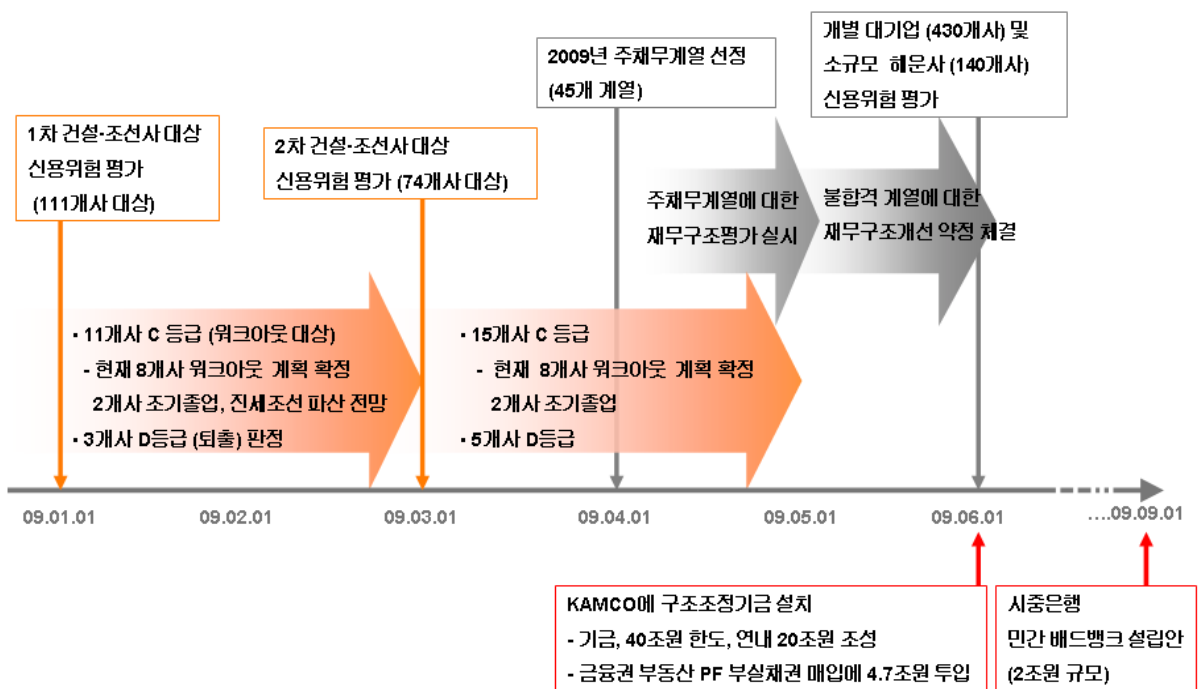 개별 대기업 (430개사) 및
소규모 해운사 (140개사)
신용위험 평가
2009년 주채무계열 선정
(45개 계열)
1차 건설·조선사 대상
신용위험 평가
(111개사 대상)
2차 건설·조선사 대상
신용위험 평가 (74개사 대상)
주채무계열에 대한
재무구조평가 실시
불합격 계열에 대한
재무구조개선 약정 체결
· 11개사 C 등급 (워크아웃 대상)
- 현재 8개사 워크아웃 계획 확정
2개사 조기졸업, 진세조선 파산 전망
· 3개사 D등급 (퇴출) 판정
· 15개사 C 등급
- 현재 8개사 워크아웃 계획 확정
2개사 조기졸업
· 5개사 D등급
09.01.01
09.02.01
09.03.01
09.04.01
09.05.01
09.06.01
....09.09.01
KAMCO에 구조조정기금 설치
- 기금, 40조원 한도, 연내 20조원 조성
- 금융권 부동산 PF 부실채권 매입에 4.7조원 투입
시중은행
민간 배드뱅크 설립안
(2조원 규모)